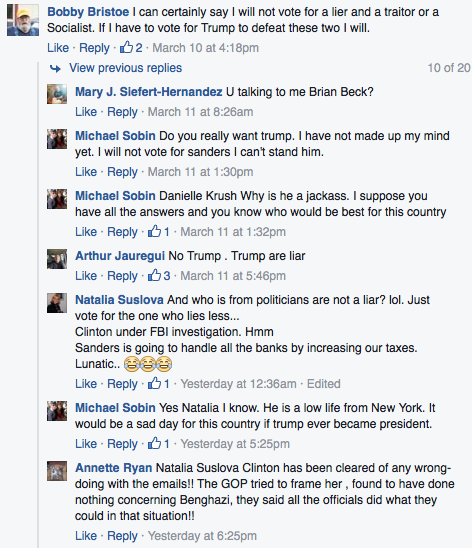 Bobby Bristoe I can certainly say I will not vote for a lier and a traitor or a
Socialist. If I have to vote for Trump to defeat these two I will.
Like · Reply · 2 · March 10 at 4:18pm
View previous replies 10 of 20
Mary J. Siefert-Hernandez U talking to me Brian Beck?
Like · Reply · March 11 at 8:26am
Michael Sobin Do you really want trump. I have not made up my mind
yet. I will not vote for sanders I can't stand him.
Like · Reply · March 11 at 1:30pm
Michael Sobin Danielle Krush Why is he a jackass. I suppose you
have all the answers and you know who would be best for this country
Like · Reply · 1 · March 11 at 1:32pm
Arthur Jauregui No Trump . Trump are liar
Like · Reply · 3 · March 11 at 5:46pm
Natalia Suslova And who is from politicians are not a liar? lol. Just
vote for the one who lies less...
Clinton under FBI investigation. Hmm
Sanders is going to handle all the banks by increasing our taxes.
Lunatic.. 😂😂😂
Like · Reply · 1 · Yesterday at 12:36am · Edited
Michael Sobin Yes Natalia I know. He is a low life from New York. It
would be a sad day for this country if trump ever became president.
Like · Reply · 1 · Yesterday at 5:25pm
Annette Ryan Natalia Suslova Clinton has been cleared of any wrong-
doing with the emails!! The GOP tried to frame her , found to have done
nothing concerning Benghazi, they said all the officials did what they
could in that situation!!
Like · Reply · Yesterday at 6:25pm